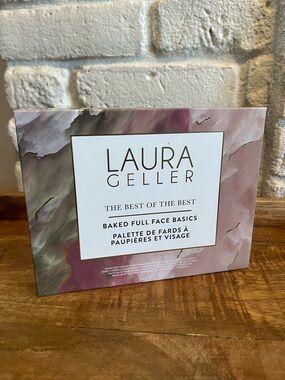 LAURA
GELLER
THE BEST OF THE BEST
BAKED FULL FACE BASICS
PALETTE DE FARDS À
PAUPIÈRES ET VISAGE